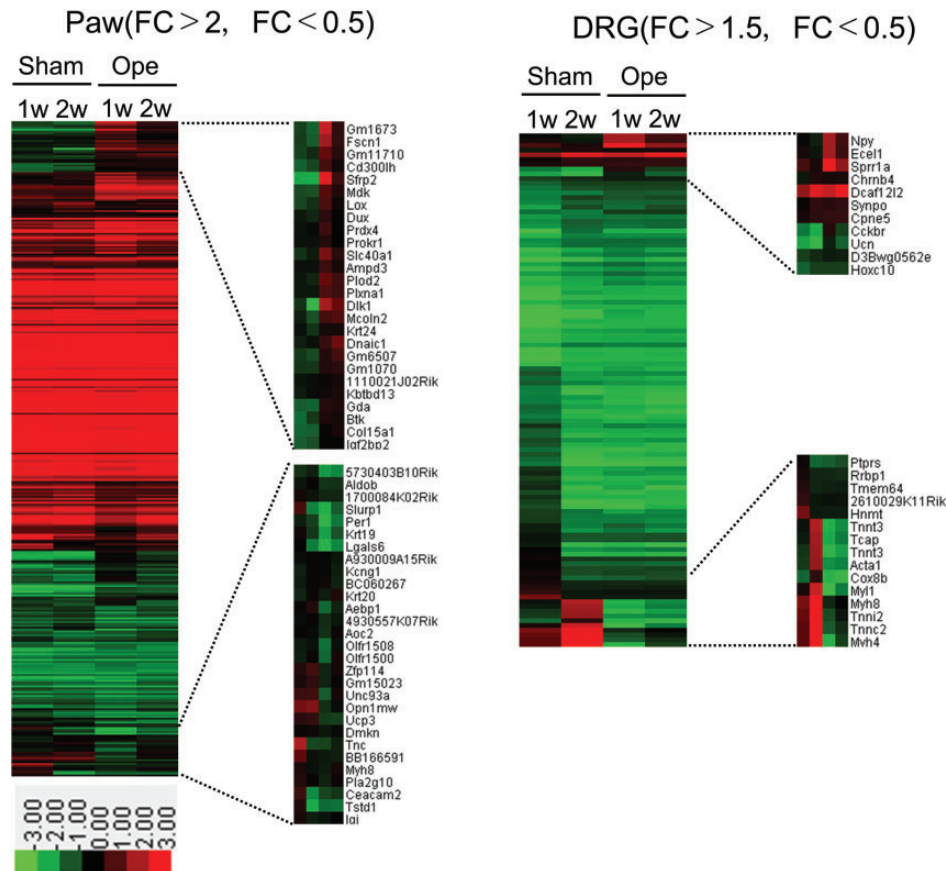 Paw(FC＞2, FC＜0.5)
Sham Ope
1w 2w 1w 2w
Gm1673
Fscn1
Gm11710
Cd300lh
Sfrp2
Mdk
Lox
Dux
Prdx4
Prokr1
Slc40a1
Ampd3
Plod2
Plxna1
Dlk1
Mcoln2
Krt24
Dnaic1
Gm6507
Gm1070
1110021J02Rik
Kbtbd13
Gda
Btk
Col15a1
Igf2bp2
5730403B10Rik
Aldob
1700084K02Rik
Slurp1
Per1
Krt19
Lgals6
A930009A15Rik
Kcng1
BC060267
Krt20
Aebp1
4930557K07Rik
Aoc2
Olfr1508
Olfr1500
Zfp114
Gm15023
Unc93a
Opn1mw
Ucp3
Dmkn
Tnc
BB166591
Myh8
Pla2g10
Ceacam2
Tstd1
Igj
-3.00
-2.00
-1.00
0.00
1.00
2.00
3.00
DRG(FC＞1.5, FC＜0.5)
Sham Ope
1w 2w 1w 2w
Npy
Ecel1
Sprr1a
Chrnb4
Dcaf12l2
Synpo
Cpne5
Cckbr
Ucn
D3Bwg0562e
Hoxc10
Ptprs
Rrbp1
Tmem64
2610029K11Rik
Hnmt
Tnnt3
Tcap
Tnnt3
Acta1
Cox8b
Myl1
Myh8
Tnni2
Tnnc2
Myh4